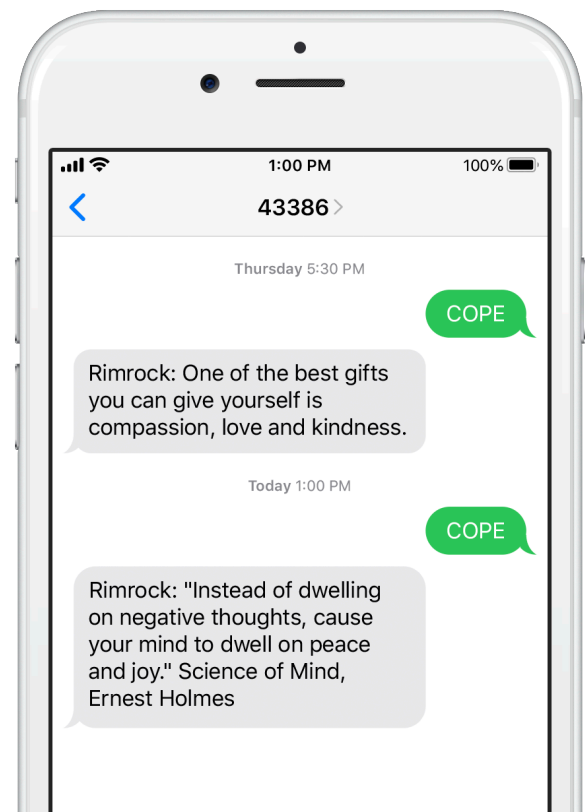 1:00 PM
100%
43386
Thursday 5:30 PM
COPE
Rimrock: One of the best gifts
you can give yourself is
compassion, love and kindness.
Today 1:00 PM
COPE
Rimrock: "Instead of dwelling
on negative thoughts, cause
your mind to dwell on peace
and joy." Science of Mind,
Ernest Holmes